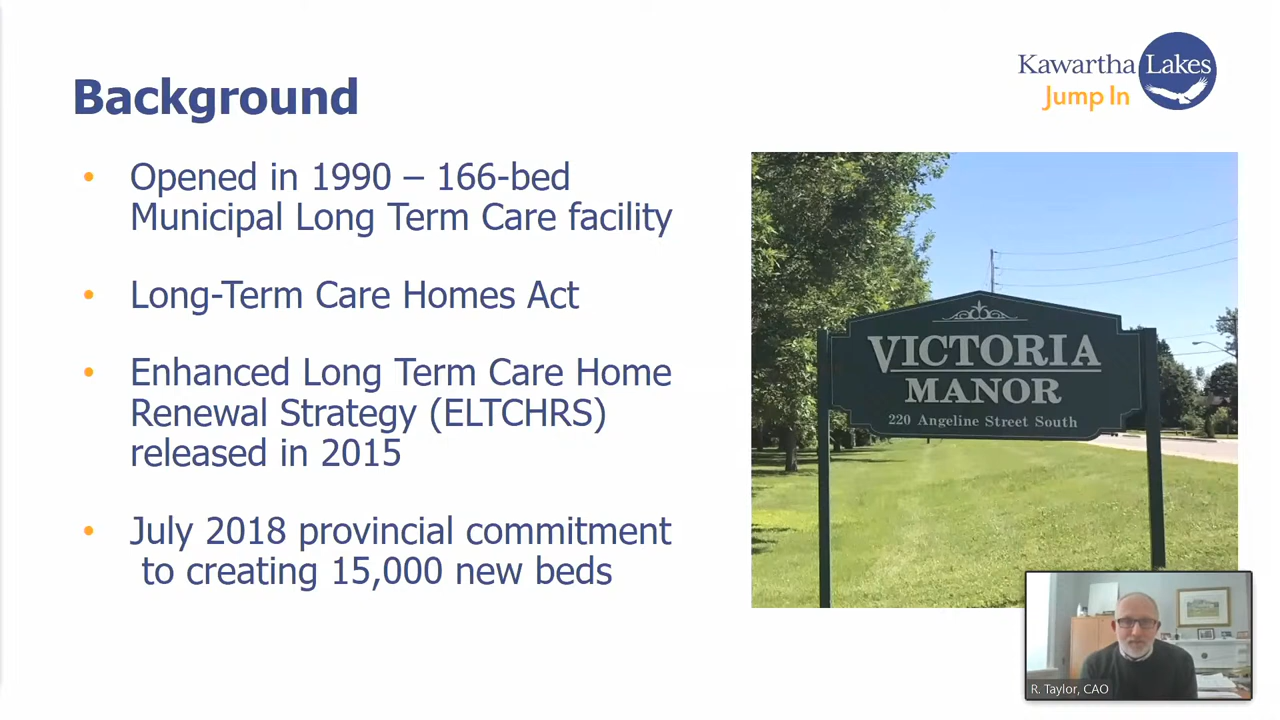 Kawartha Lakes
Jump In
Background
• Opened in 1990 – 166-bed
Municipal Long Term Care facility
• Long-Term Care Homes Act
• Enhanced Long Term Care Home
Renewal Strategy (ELTCHRS)
released in 2015
• July 2018 provincial commitment
to creating 15,000 new beds
VICTORIA
MANOR
220 Angeline Street South
R. Taylor, CAO